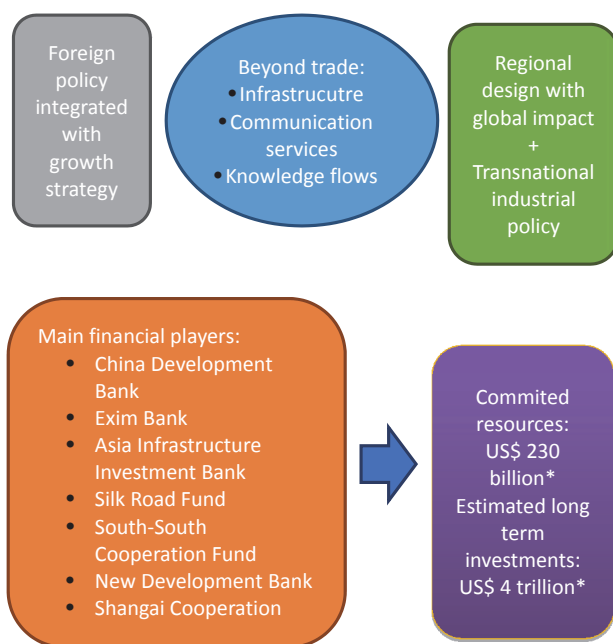 Foreign
policy
integrated
with
growth
strategy
Beyond trade:
• Infrastrucutre
• Communication
services
• Knowledge flows
Regional
design with
global impact
+
Transnational
industrial
policy
Main financial players:
• China Development
Bank
• Exim Bank
• Asia Infrastructure
Investment Bank
• Silk Road Fund
• South-South
Cooperation Fund
• New Development Bank
• Shangai Cooperation
Commited
resources:
US$ 230
billion*
Estimated long
term
investments:
US$ 4 trillion*